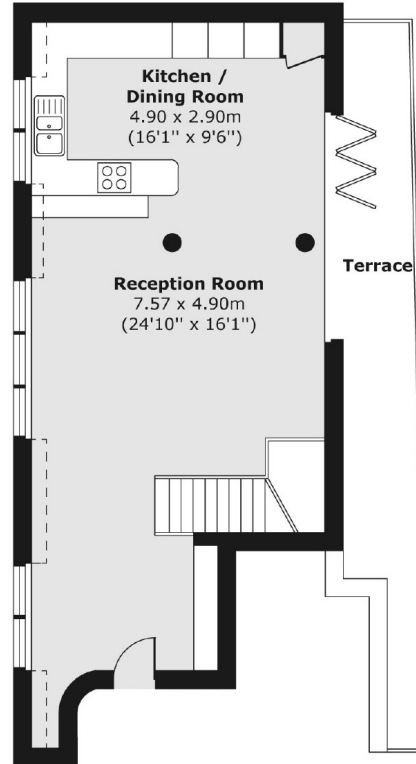 Kitchen /
Dining Room
4.90 x 2.90m
(16'1" x 9'6")
Terrace
Reception Room
7.57 x 4.90m
(24'10" x 16'1")